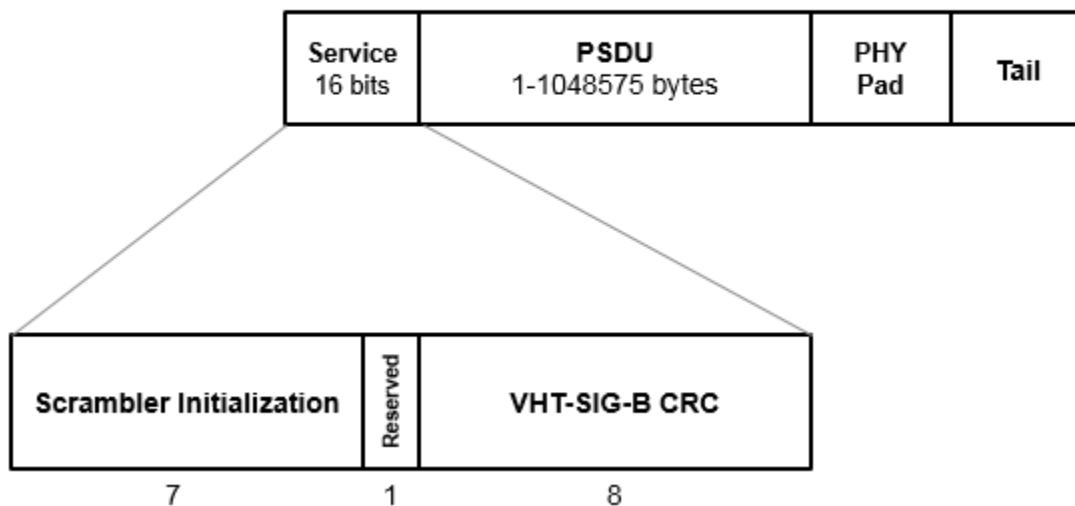 Service
16 bits
PSDU
1-1048575 bytes
PHY
Pad
Tail
Scrambler Initialization
Reserved
VHT-SIG-B CRC
7
1
8